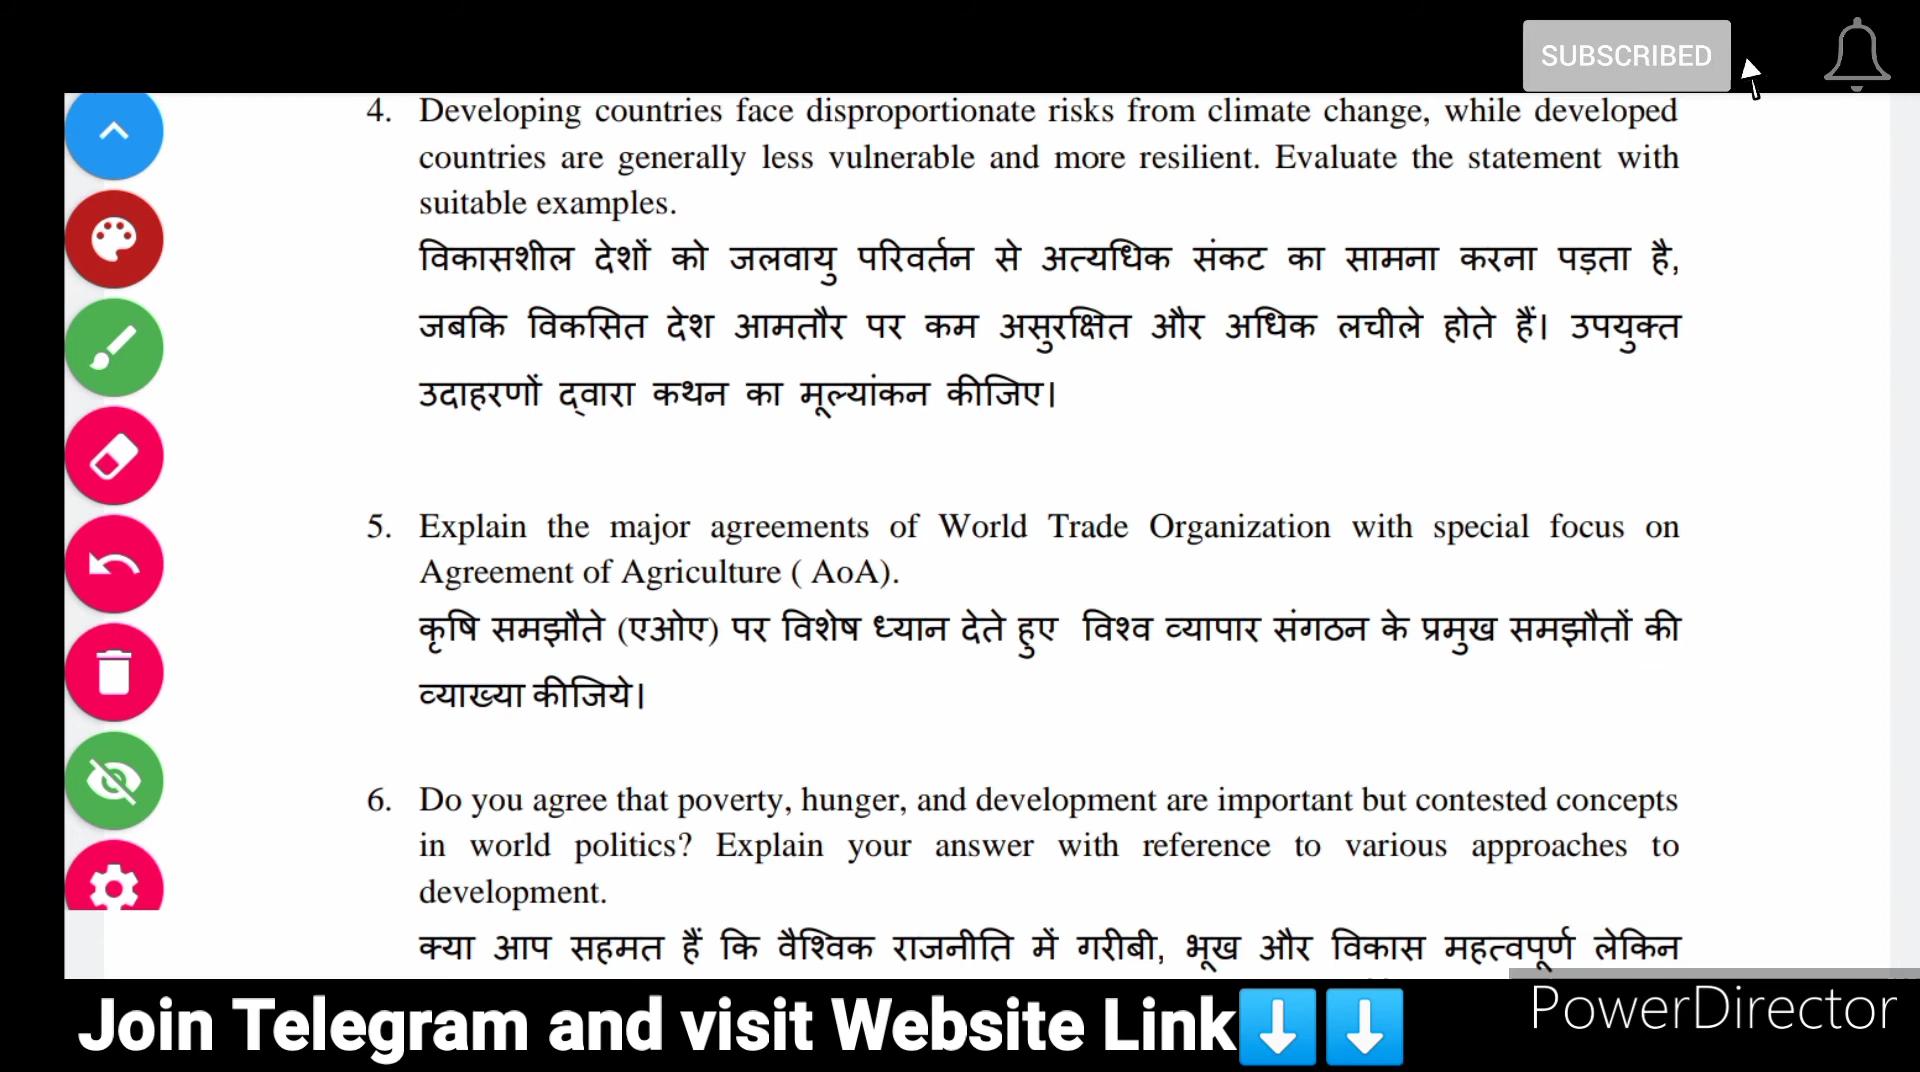 SUBSCRIBED
4. Developing countries face disproportionate risks from climate change, while developed
countries are generally less vulnerable and more resilient. Evaluate the statement with
suitable examples.
विकासशील देशों को जलवायु परिवर्तन से अत्यधिक संकट का सामना करना पड़ता है,
जबकि विकसित देश आमतौर पर कम असुरक्षित और अधिक लचीले होते हैं। उपयुक्त
उदाहरणों द्वारा कथन का मूल्यांकन कीजिए।
5. Explain the major agreements of World Trade Organization with special focus on
Agreement of Agriculture ( AoA).
कृषि समझौते (एओए) पर विशेष ध्यान देते हुए विश्व व्यापार संगठन के प्रमुख समझौतों की
व्याख्या कीजिये।
6. Do you agree that poverty, hunger, and development are important but contested concepts
in world politics? Explain your answer with reference to various approaches to
development.
क्या आप सहमत हैं कि वैश्विक राजनीति में गरीबी, भूख और विकास महत्वपूर्ण लेकिन
Join Telegram and visit Website Link
PowerDirector